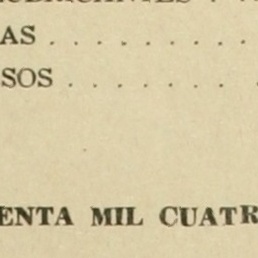 AS . . . . . .
SOS . . . . . .
ENTA MIL CUATR